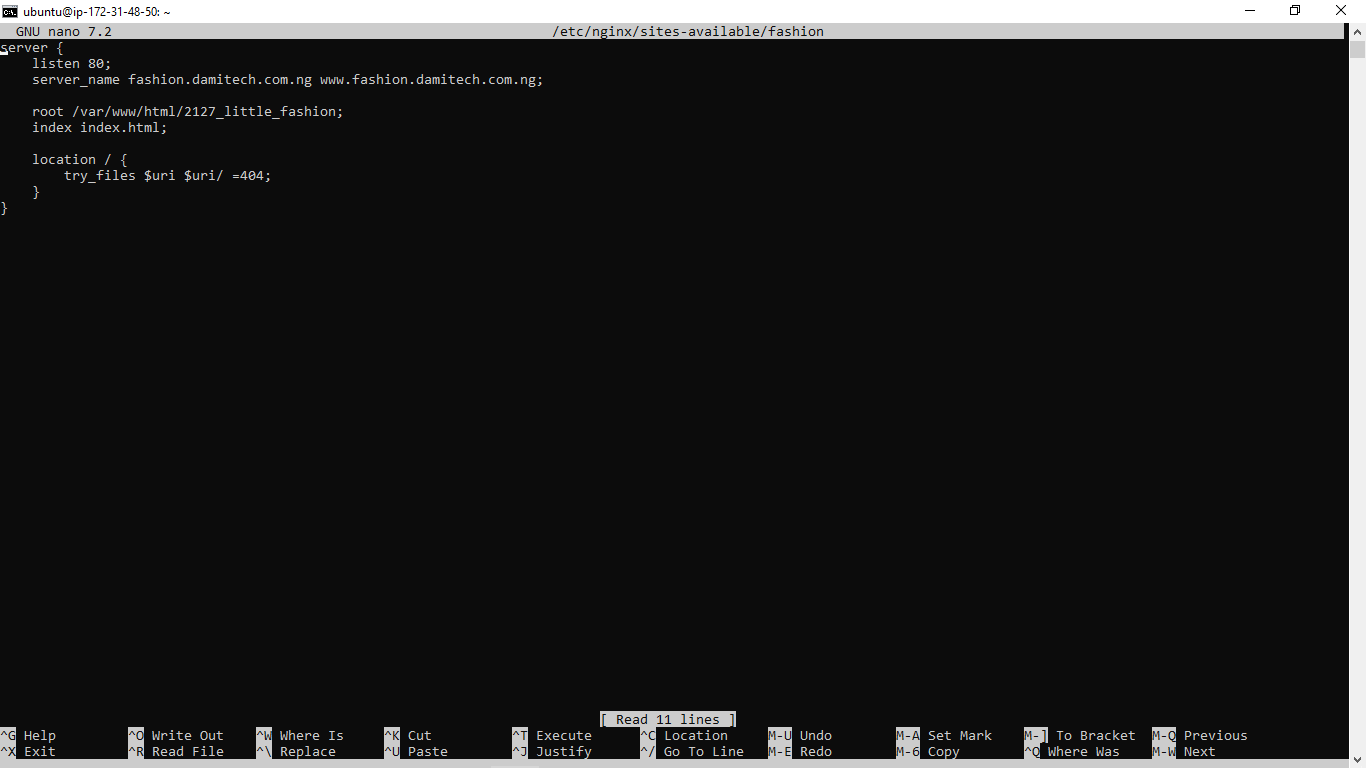 ubuntu@ip-172-31-48-50: ~
GNU nano 7.2 /etc/nginx/sites-available/fashion
server {
    listen 80;
    server_name fashion.damitech.com.ng www.fashion.damitech.com.ng;

    root /var/www/html/2127_little_fashion;
    index index.html;

    location / {
        try_files $uri $uri/ =404;
    }
}
[ Read 11 lines ]
^G Help ^O Write Out ^W Where Is ^K Cut ^T Execute ^C Location M-U Undo M-A Set Mark M-] To Bracket M-Q Previous
^X Exit ^R Read File ^\ Replace ^U Paste ^J Justify ^/ Go To Line M-E Redo M-6 Copy ^Q Where Was M-W Next